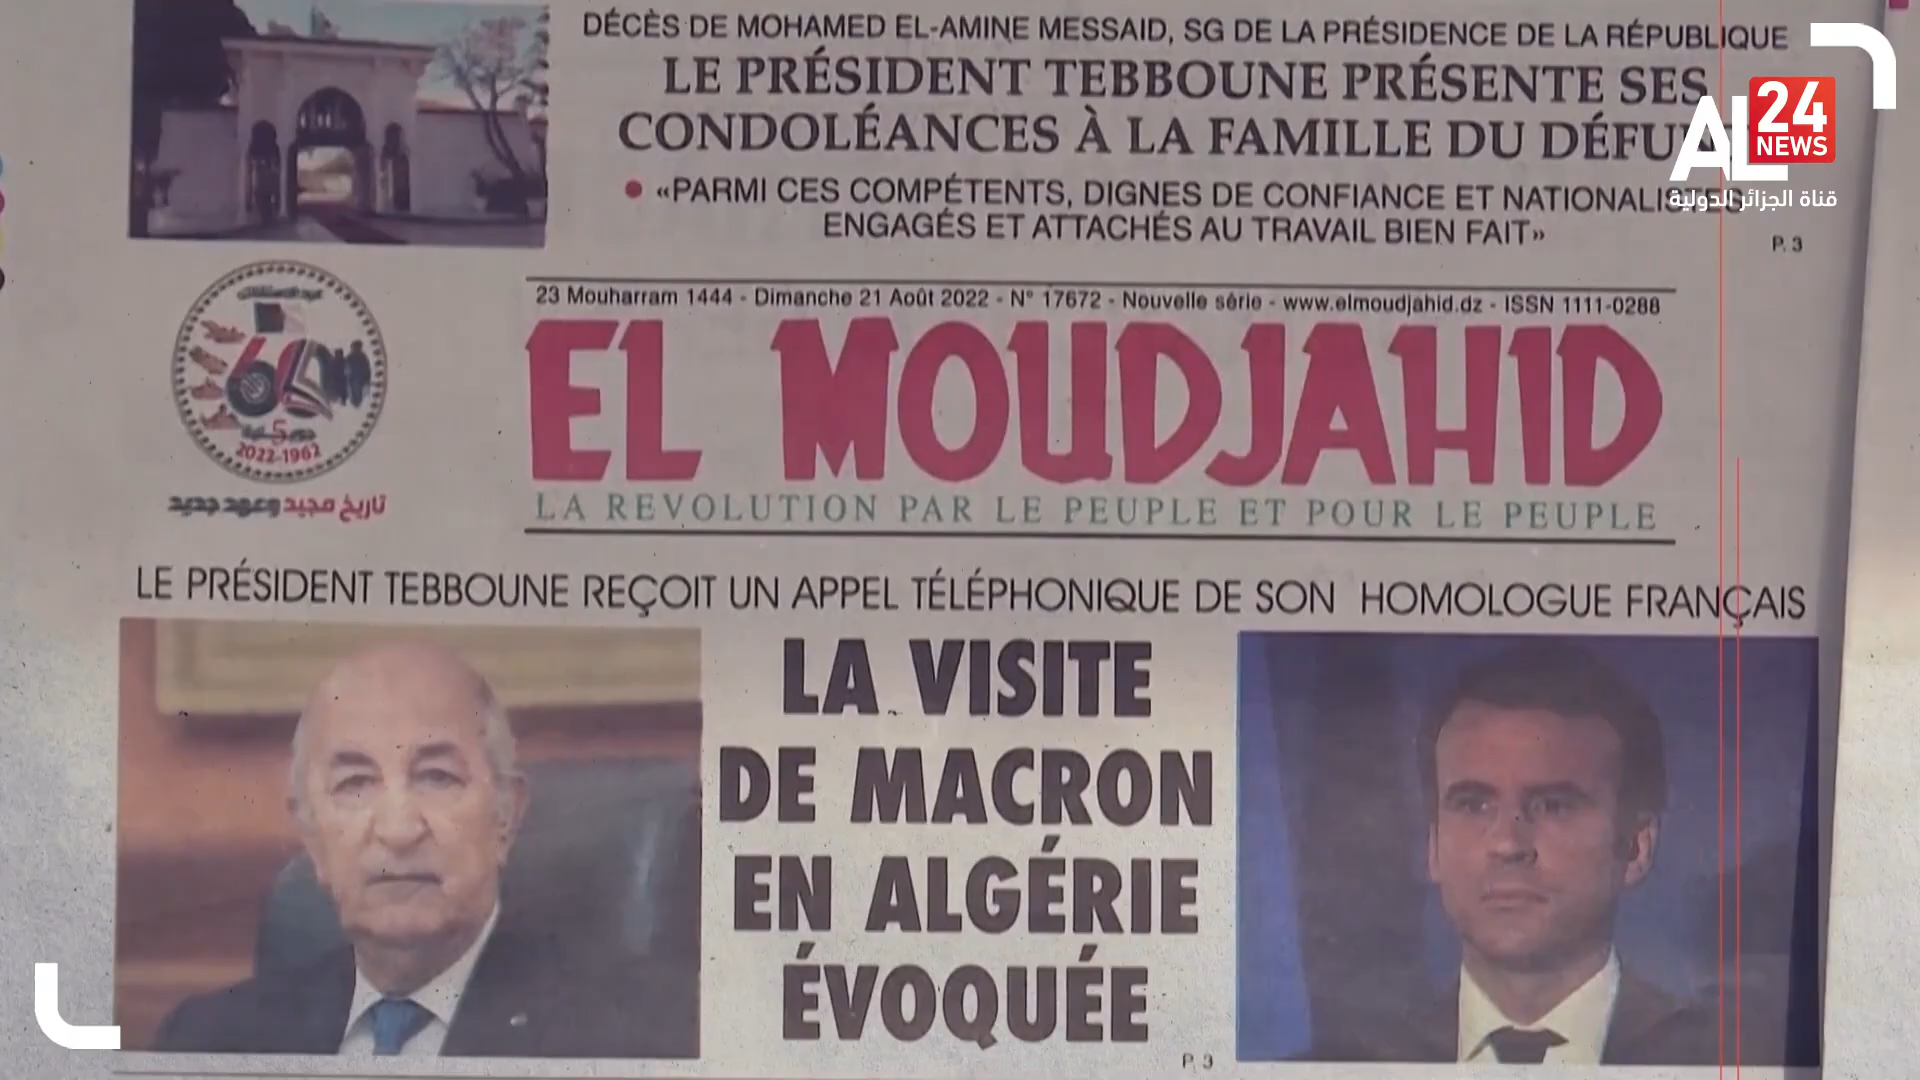 DÉCÈS DE MOHAMED EL-AMINE MESSAID, SG DE LA PRÉSIDENCE DE LA RÉPUBLIQUE
LE PRÉSIDENT TEBBOUNE PRÉSENTE SES
CONDOLÉANCES À LA FAMILLE DU
«PARMI CES COMPÉTENTS, DIGNES DE CONFIANCE ET NATIONALISTES
ENGAGÉS ET ATTACHÉS AU TRAVAIL BIEN FAIT»
P. 3
AL
24
NEWS
قناة الجزائر الدولية
23 Mouharram 1444 - Dimanche 21 Août 2022 - N° 17672 - Nouvelle série - www.elmoudjahid.dz - ISSN 1111-0288
EL MOUDJAHID
LA REVOLUTION PAR LE PEUPLE ET POUR LE PEUPLE
60
5
2022-1962
تاريخ مجيد وعهد جديد
LE PRÉSIDENT TEBBOUNE REÇOIT UN APPEL TÉLÉPHONIQUE DE SON HOMOLOGUE FRANÇAIS
LA VISITE
DE MACRON
EN ALGÉRIE
ÉVOQUÉE
P. 3